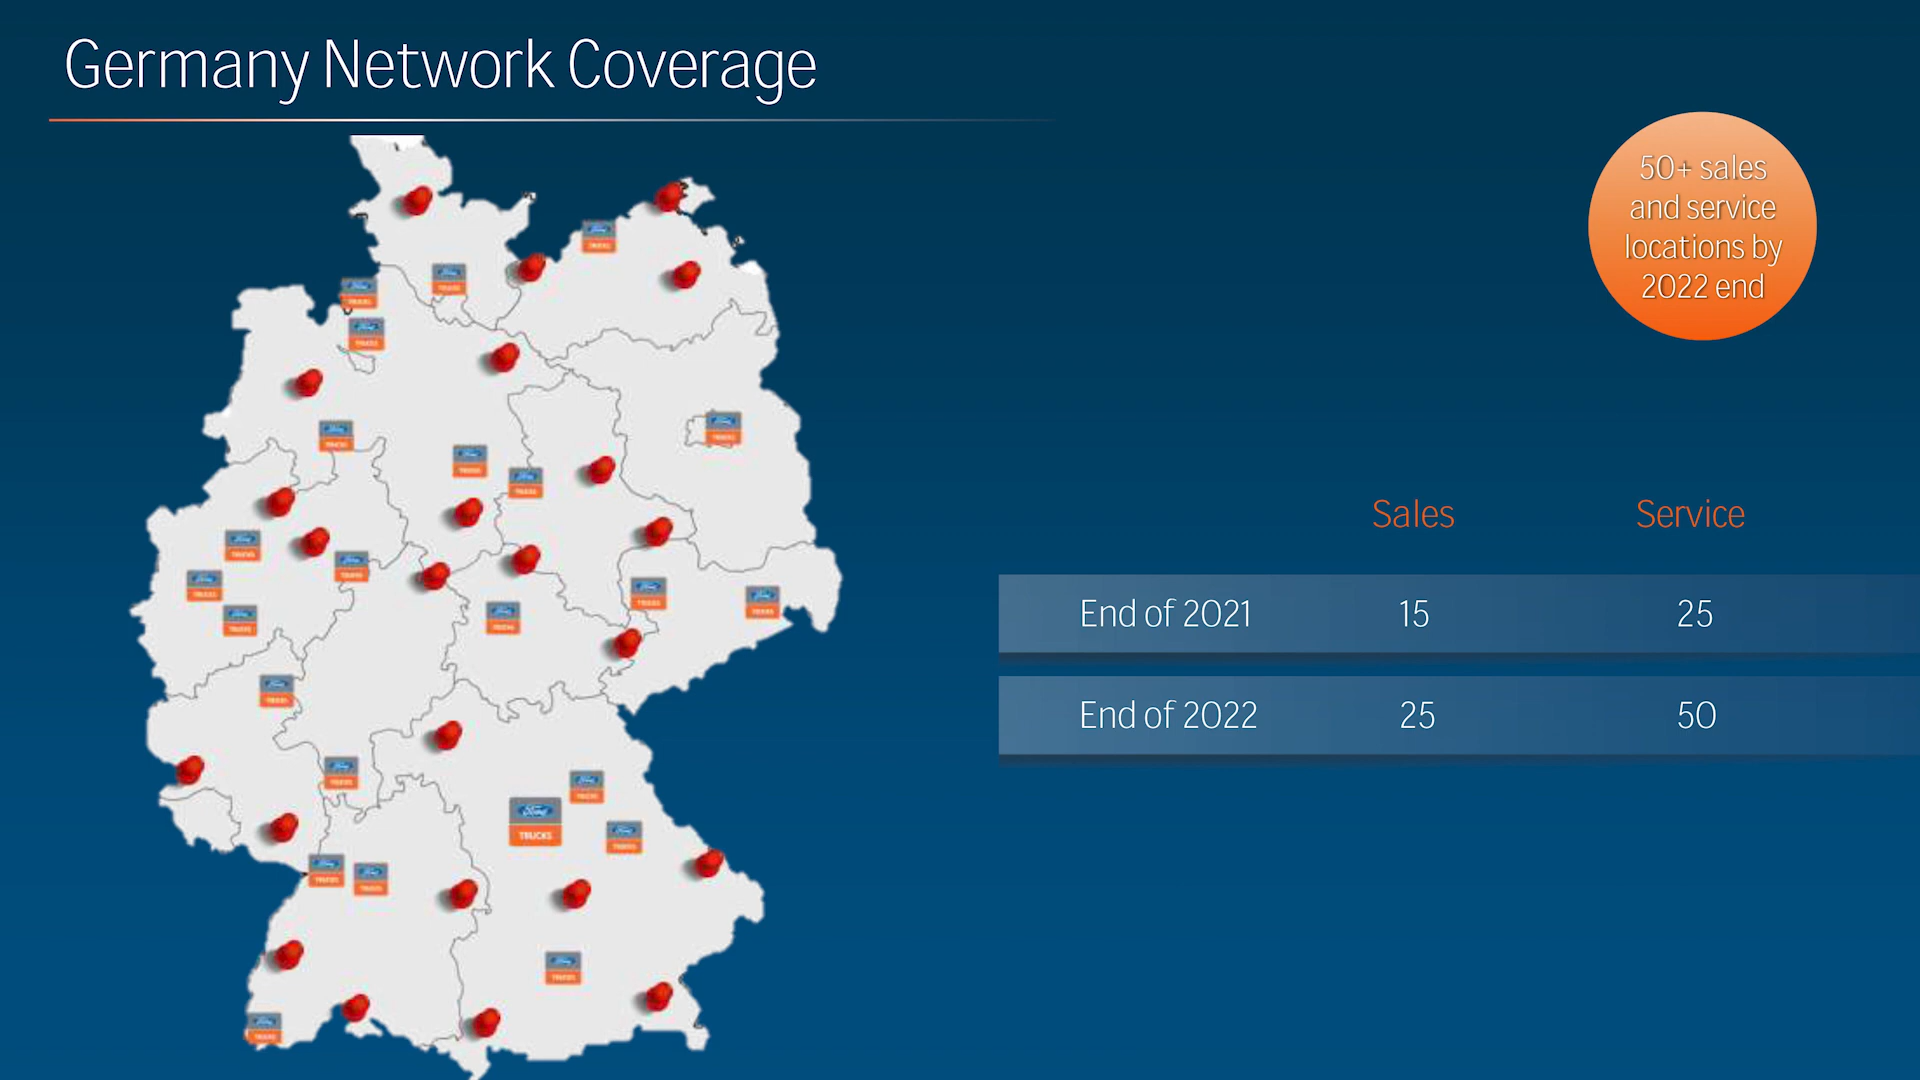 Germany Network Coverage
50+ sales
and service
locations by
2022 end
Sales Service
End of 2021 15 25
End of 2022 25 50
Ford
TRUCKS